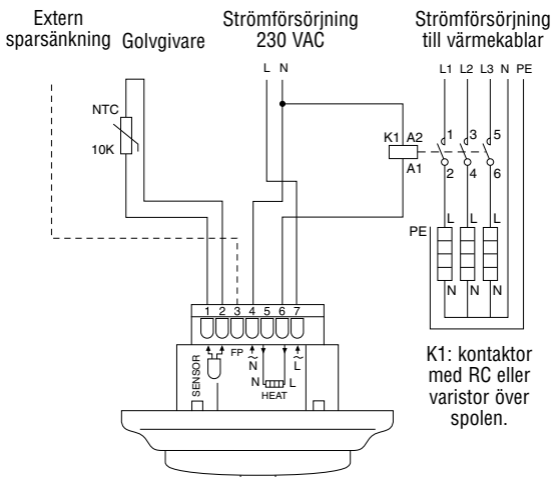 Extern
sparsänkning
Golvgivare
Strömförsörjning
230 VAC
Strömförsörjning
till värmekablar
L N
L1 L2 L3 N PE
NTC
10K
K1 A2
A1
1 3 5
2 4 6
PE
L L L
N N N
1 2 3 4 5 6 7
SENSOR
FP
N
L
N L
HEAT
K1: kontaktor
med RC eller
varistor över
spolen.